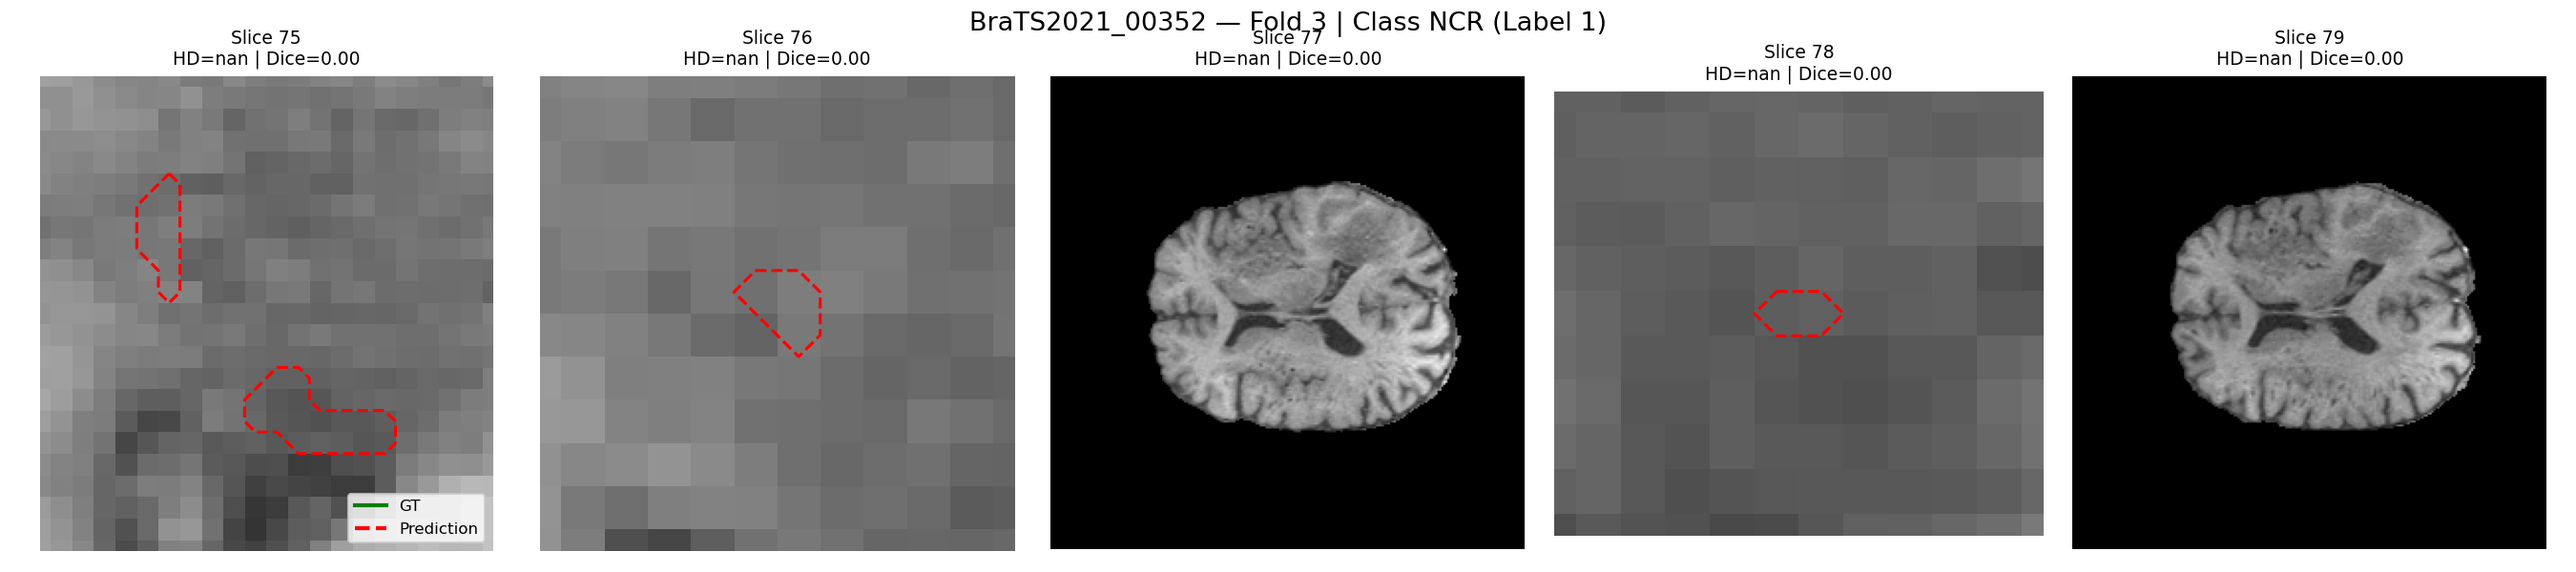 BraTS2021_00352 — Fold 3 | Class NCR (Label 1)
Slice 75
HD=nan | Dice=0.00
Slice 76
HD=nan | Dice=0.00
Slice 77
HD=nan | Dice=0.00
Slice 78
HD=nan | Dice=0.00
Slice 79
HD=nan | Dice=0.00
GT
Prediction